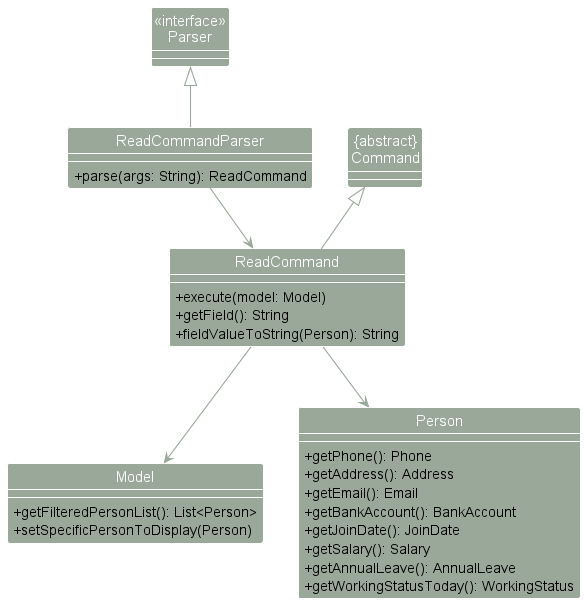 «interface»
Parser
ReadCommandParser
+parse(args: String): ReadCommand
{abstract}
Command
ReadCommand
+execute(model: Model)
+getField(): String
+fieldValueToString(Person): String
Model
+getFilteredPersonList(): List<Person>
+setSpecificPersonToDisplay(Person)
Person
+getPhone(): Phone
+getAddress(): Address
+getEmail(): Email
+getBankAccount(): BankAccount
+getJoinDate(): JoinDate
+getSalary(): Salary
+getAnnualLeave(): AnnualLeave
+getWorkingStatusToday(): WorkingStatus